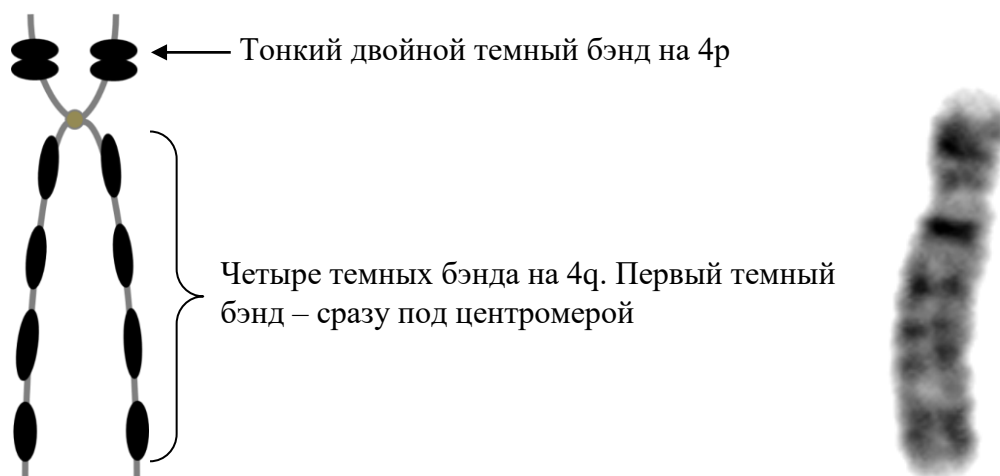 Тонкий двойной темный бэнд на 4p
Четыре темных бэнда на 4q. Первый темный
бэнд – сразу под центромерой